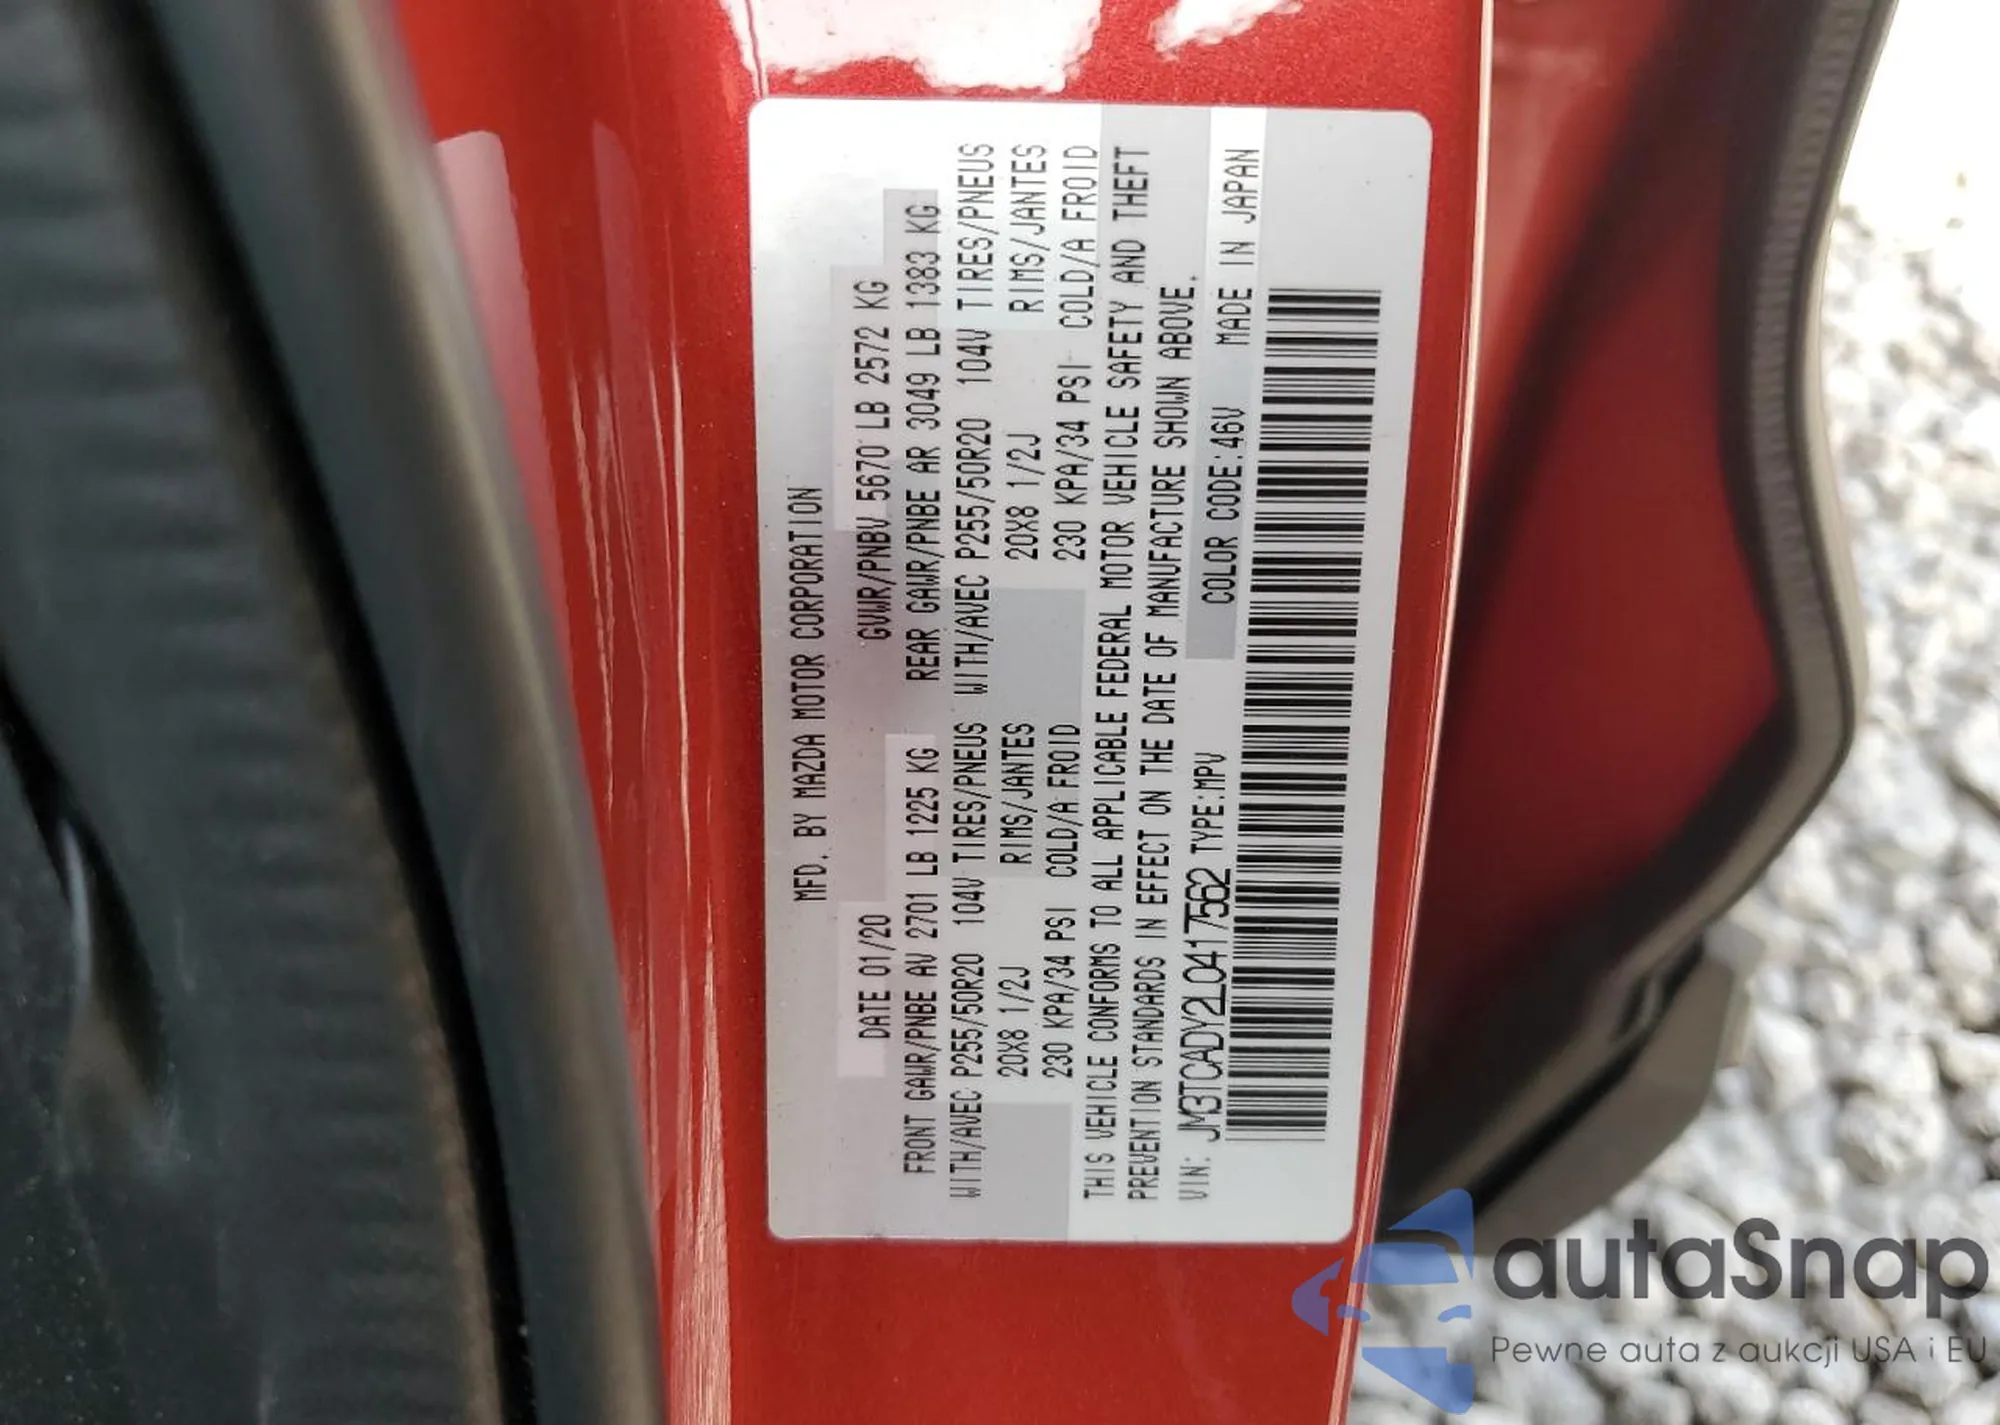 MFD. BY MAZDA MOTOR CORPORATION
DATE 01/20 GVWR/PNBV 5670 LB 2572 KG
FRONT GAWR/PNBE AV 2701 LB 1225 KG REAR GAWR/PNBE AR 3049 LB 1383 KG
WITH/AVEC P255/50R20 104V TIRES/PNEUS WITH/AVEC P255/50R20 104V TIRES/PNEUS
20X8 1/2J RIMS/JANTES 20X8 1/2J RIMS/JANTES
230 KPA/34 PSI COLD/A FROID 230 KPA/34 PSI COLD/A FROID
THIS VEHICLE CONFORMS TO ALL APPLICABLE FEDERAL MOTOR VEHICLE SAFETY AND THEFT
PREVENTION STANDARDS IN EFFECT ON THE DATE OF MANUFACTURE SHOWN ABOVE.
VIN: JM3TCADY2L0417562 TYPE:MPV COLOR CODE:46V MADE IN JAPAN
autaSnap
Pewne auta z aukcji USA i EU